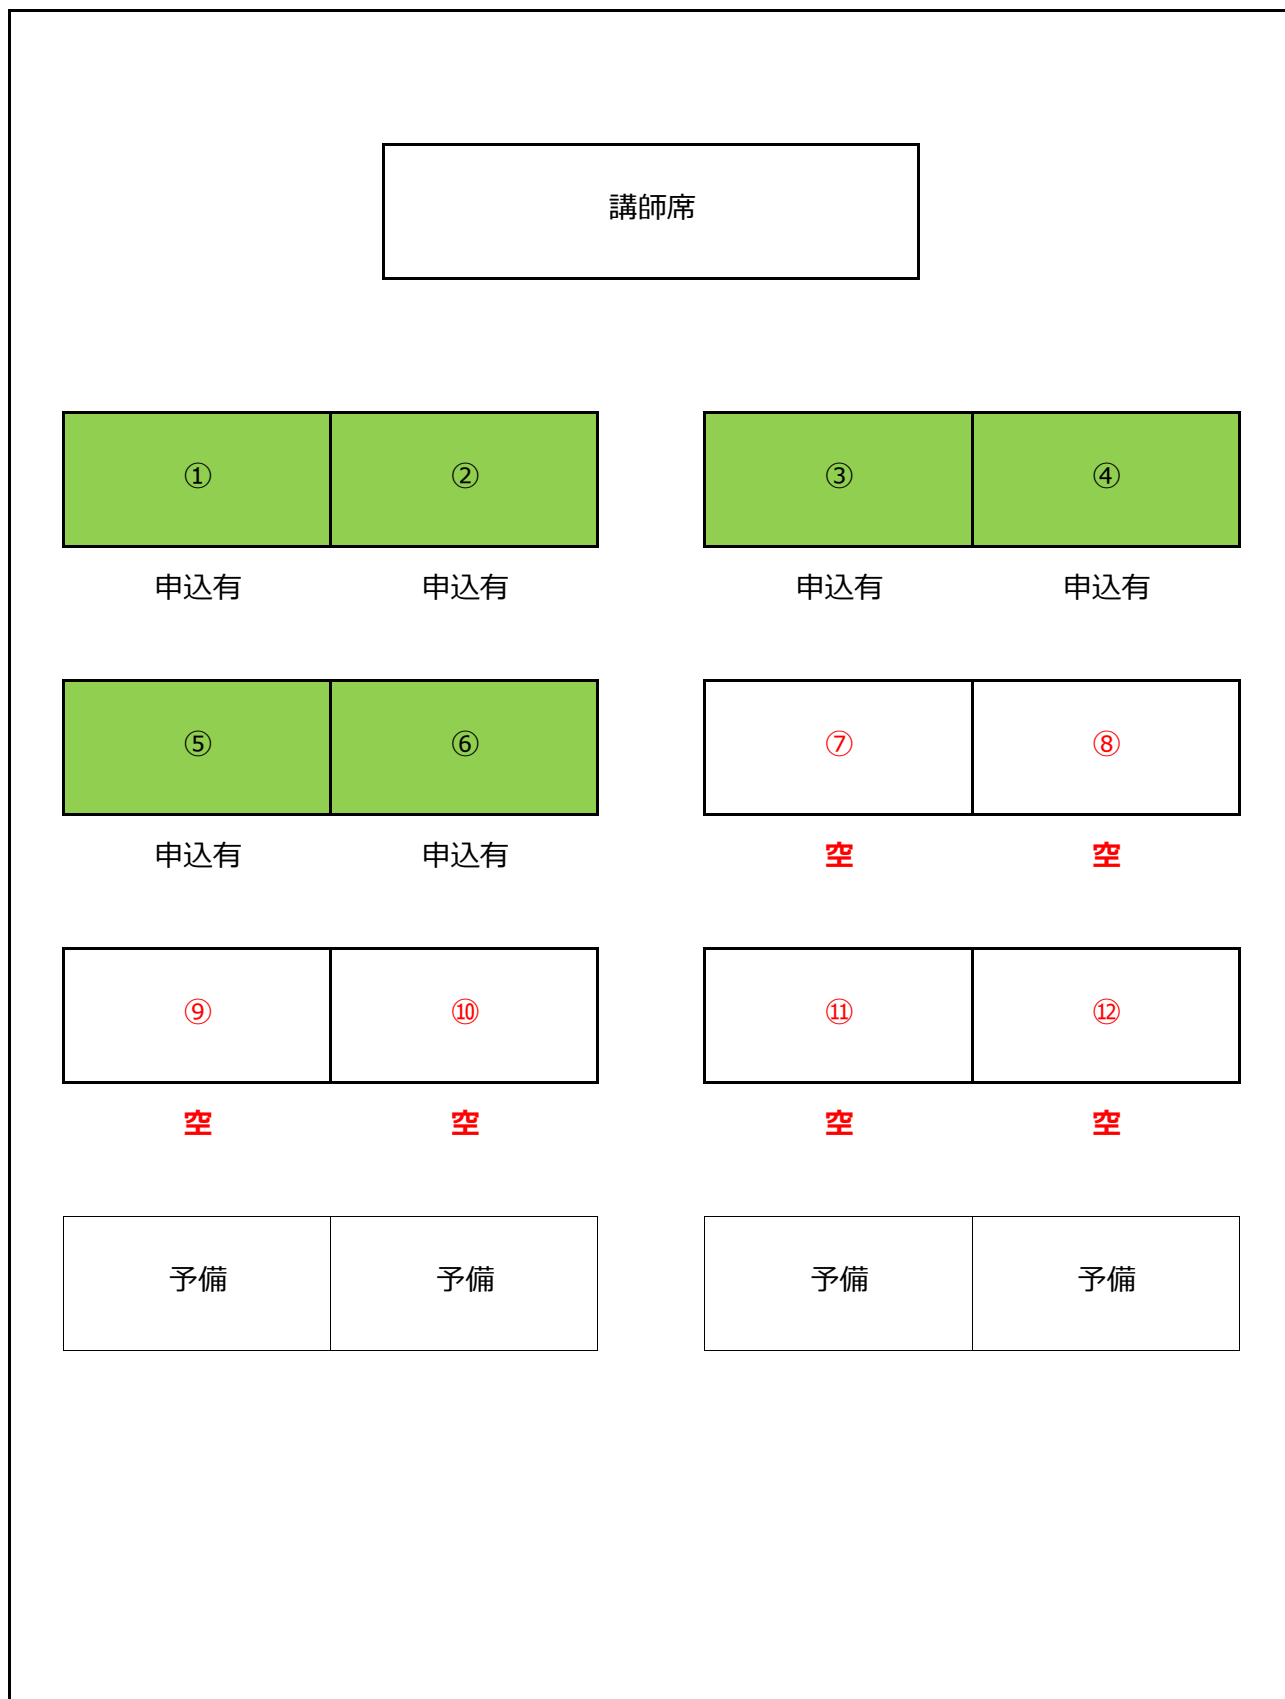 講師席
① ② ③ ④
申込有 申込有 申込有 申込有
⑤ ⑥ ⑦ ⑧
申込有 申込有 空 空
⑨ ⑩ ⑪ ⑫
空 空 空 空
予備 予備 予備 予備